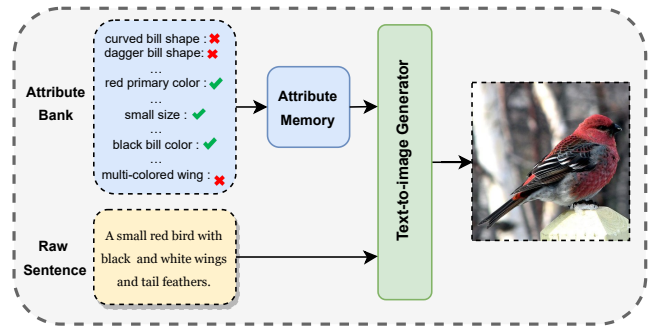 Attribute
Bank
curved bill shape :
dagger bill shape:
...
red primary color :
...
small size :
...
black bill color :
...
multi-colored wing :
Attribute
Memory
Text-to-image Generator
Raw
Sentence
A small red bird with
black and white wings
and tail feathers.